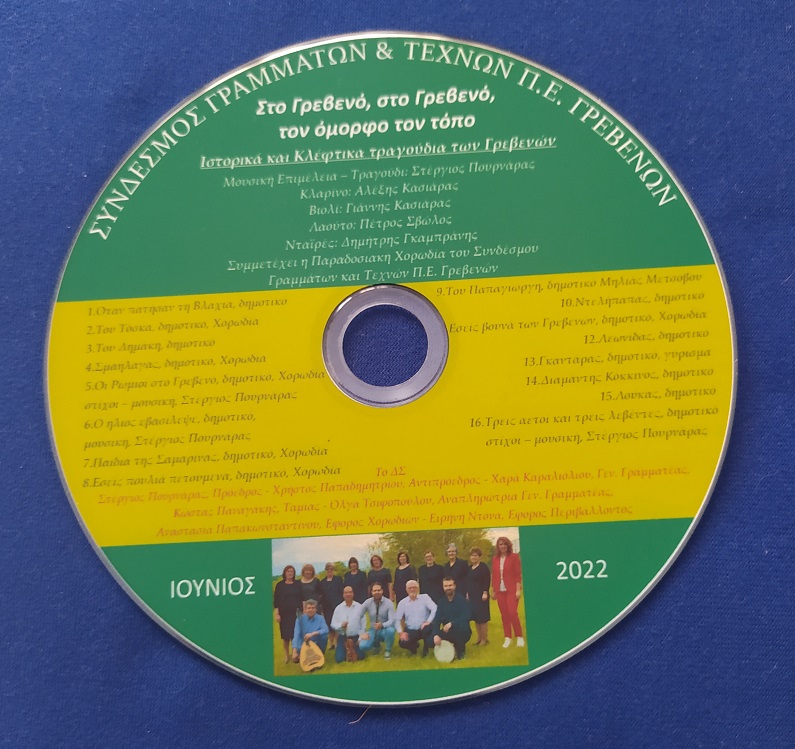 ΣΥΝΔΕΣΜΟΣ ΓΡΑΜΜΑΤΩΝ & ΤΕΧΝΩΝ Π.Ε. ΓΡΕΒΕΝΩΝ
Στο Γρεβενό, στο Γρεβενό,
τον όμορφο τον τόπο
Ιστορικά και Κλέφτικα τραγούδια των Γρεβενών
Μουσική Επιμέλεια – Τραγούδι: Στέργιος Πουρνάρας
Κλαρίνο: Αλέξης Κασιάρας
Βιολί: Γιάννης Κασιάρας
Λαούτο: Πέτρος Σβώλος
Νταϊρές: Δημήτρης Γκαμπράνης
Συμμετέχει η Παραδοσιακή Χορωδία του Συνδέσμου
Γραμμάτων και Τεχνών Π.Ε. Γρεβενών
1.Όταν πάτησαν τη Βλαχιά, δημοτικό
2.Του Τόσκα, δημοτικό, Χορωδία
3.Του Δημάκη, δημοτικό
4.Σμαηλαγας, δημοτικό, Χορωδία
5.Οι Ρωμιοί στο Γρεβενό, δημοτικό, Χορωδία
στίχοι – μουσική, Στέργιος Πουρνάρας
6.Ο ήλιος εβασίλεψε, δημοτικό,
μουσική, Στέργιος Πουρνάρας
7.Παιδιά της Σαμαρίνας, δημοτικό, Χορωδία
8.Εσείς πουλιά πετούμενα, δημοτικό, Χορωδία
9.Του Παπαγιώργη, δημοτικό Μηλιάς Μετσόβου
10.Ντεληπαπάς, δημοτικό
Εσείς βουνά των Γρεβενών, δημοτικό, Χορωδία
12.Λεωνίδας, δημοτικό
13.Γκανταράς, δημοτικό, γύρισμα
14.Διαμαντής Κόκκινος, δημοτικό
15.Λουκάς, δημοτικό
16.Τρεις αετοί και τρεις λεβέντες, δημοτικό
στίχοι – μουσική, Στέργιος Πουρνάρας
Το ΔΣ
Στέργιος Πουρνάρας, Πρόεδρος - Χρήστος Παπαδημητρίου, Αντιπρόεδρος - Χαρά Καραλιόλιου, Γεν. Γραμματέας,
Κώστας Παναγάκης, Ταμίας - Όλγα Τσιφοπούλου, Αναπληρώτρια Γεν. Γραμματέας,
Αναστασία Παπακωνσταντίνου, Έφορος Χορωδιών - Ειρήνη Ντόνα, Έφορος Περιβάλλοντος
ΙΟΥΝΙΟΣ
2022